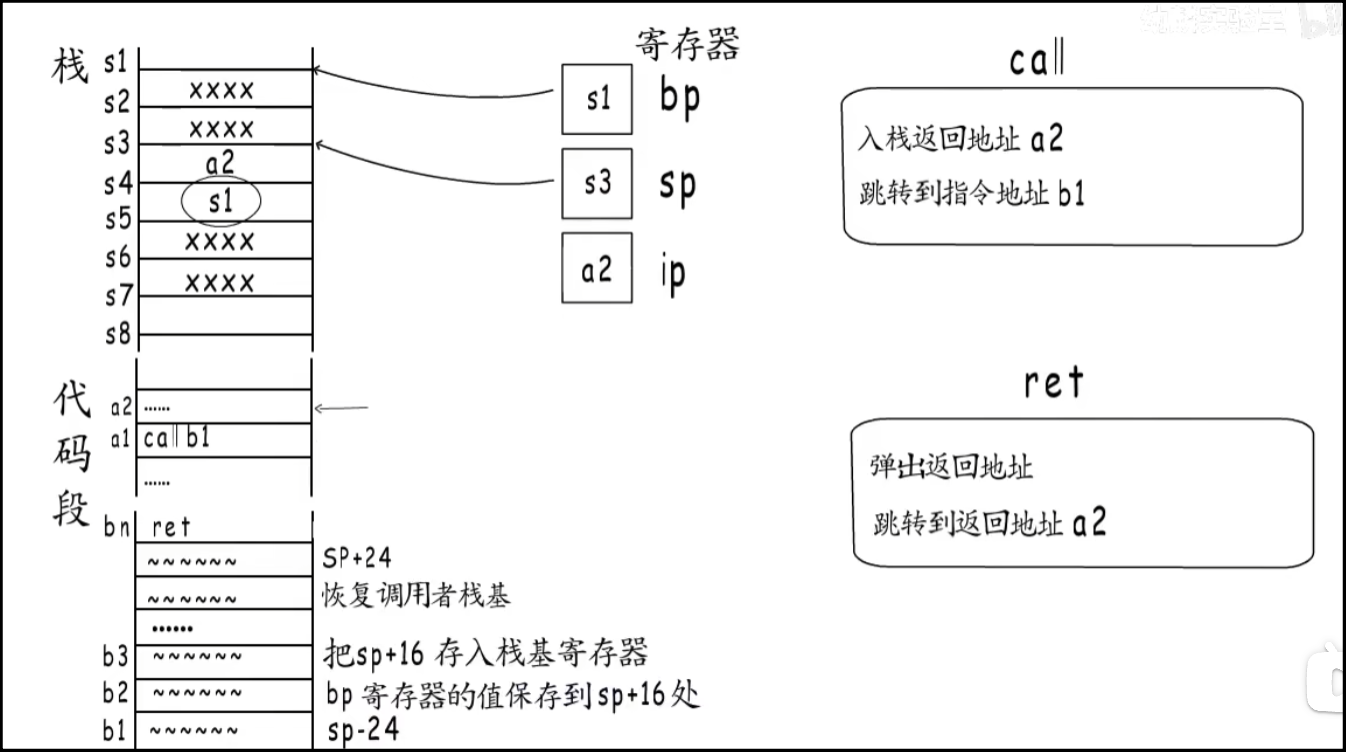 栈
s1
s2 xxxx
s3 xxxx
s4 a2
s5 s1
s6 xxxx
s7 xxxx
s8
寄存器
s1 bp
s3 sp
a2 ip
call
入栈返回地址 a2
跳转到指令地址 b1
代码段
a2 ......
a1 call b1
......
bn ret
~~~~~~ SP+24
~~~~~~ 恢复调用者栈基
......
b3 ~~~~~~ 把sp+16 存入栈基寄存器
b2 ~~~~~~ bp 寄存器的值保存到 sp+16 处
b1 ~~~~~~ sp-24
ret
弹出返回地址
跳转到返回地址 a2